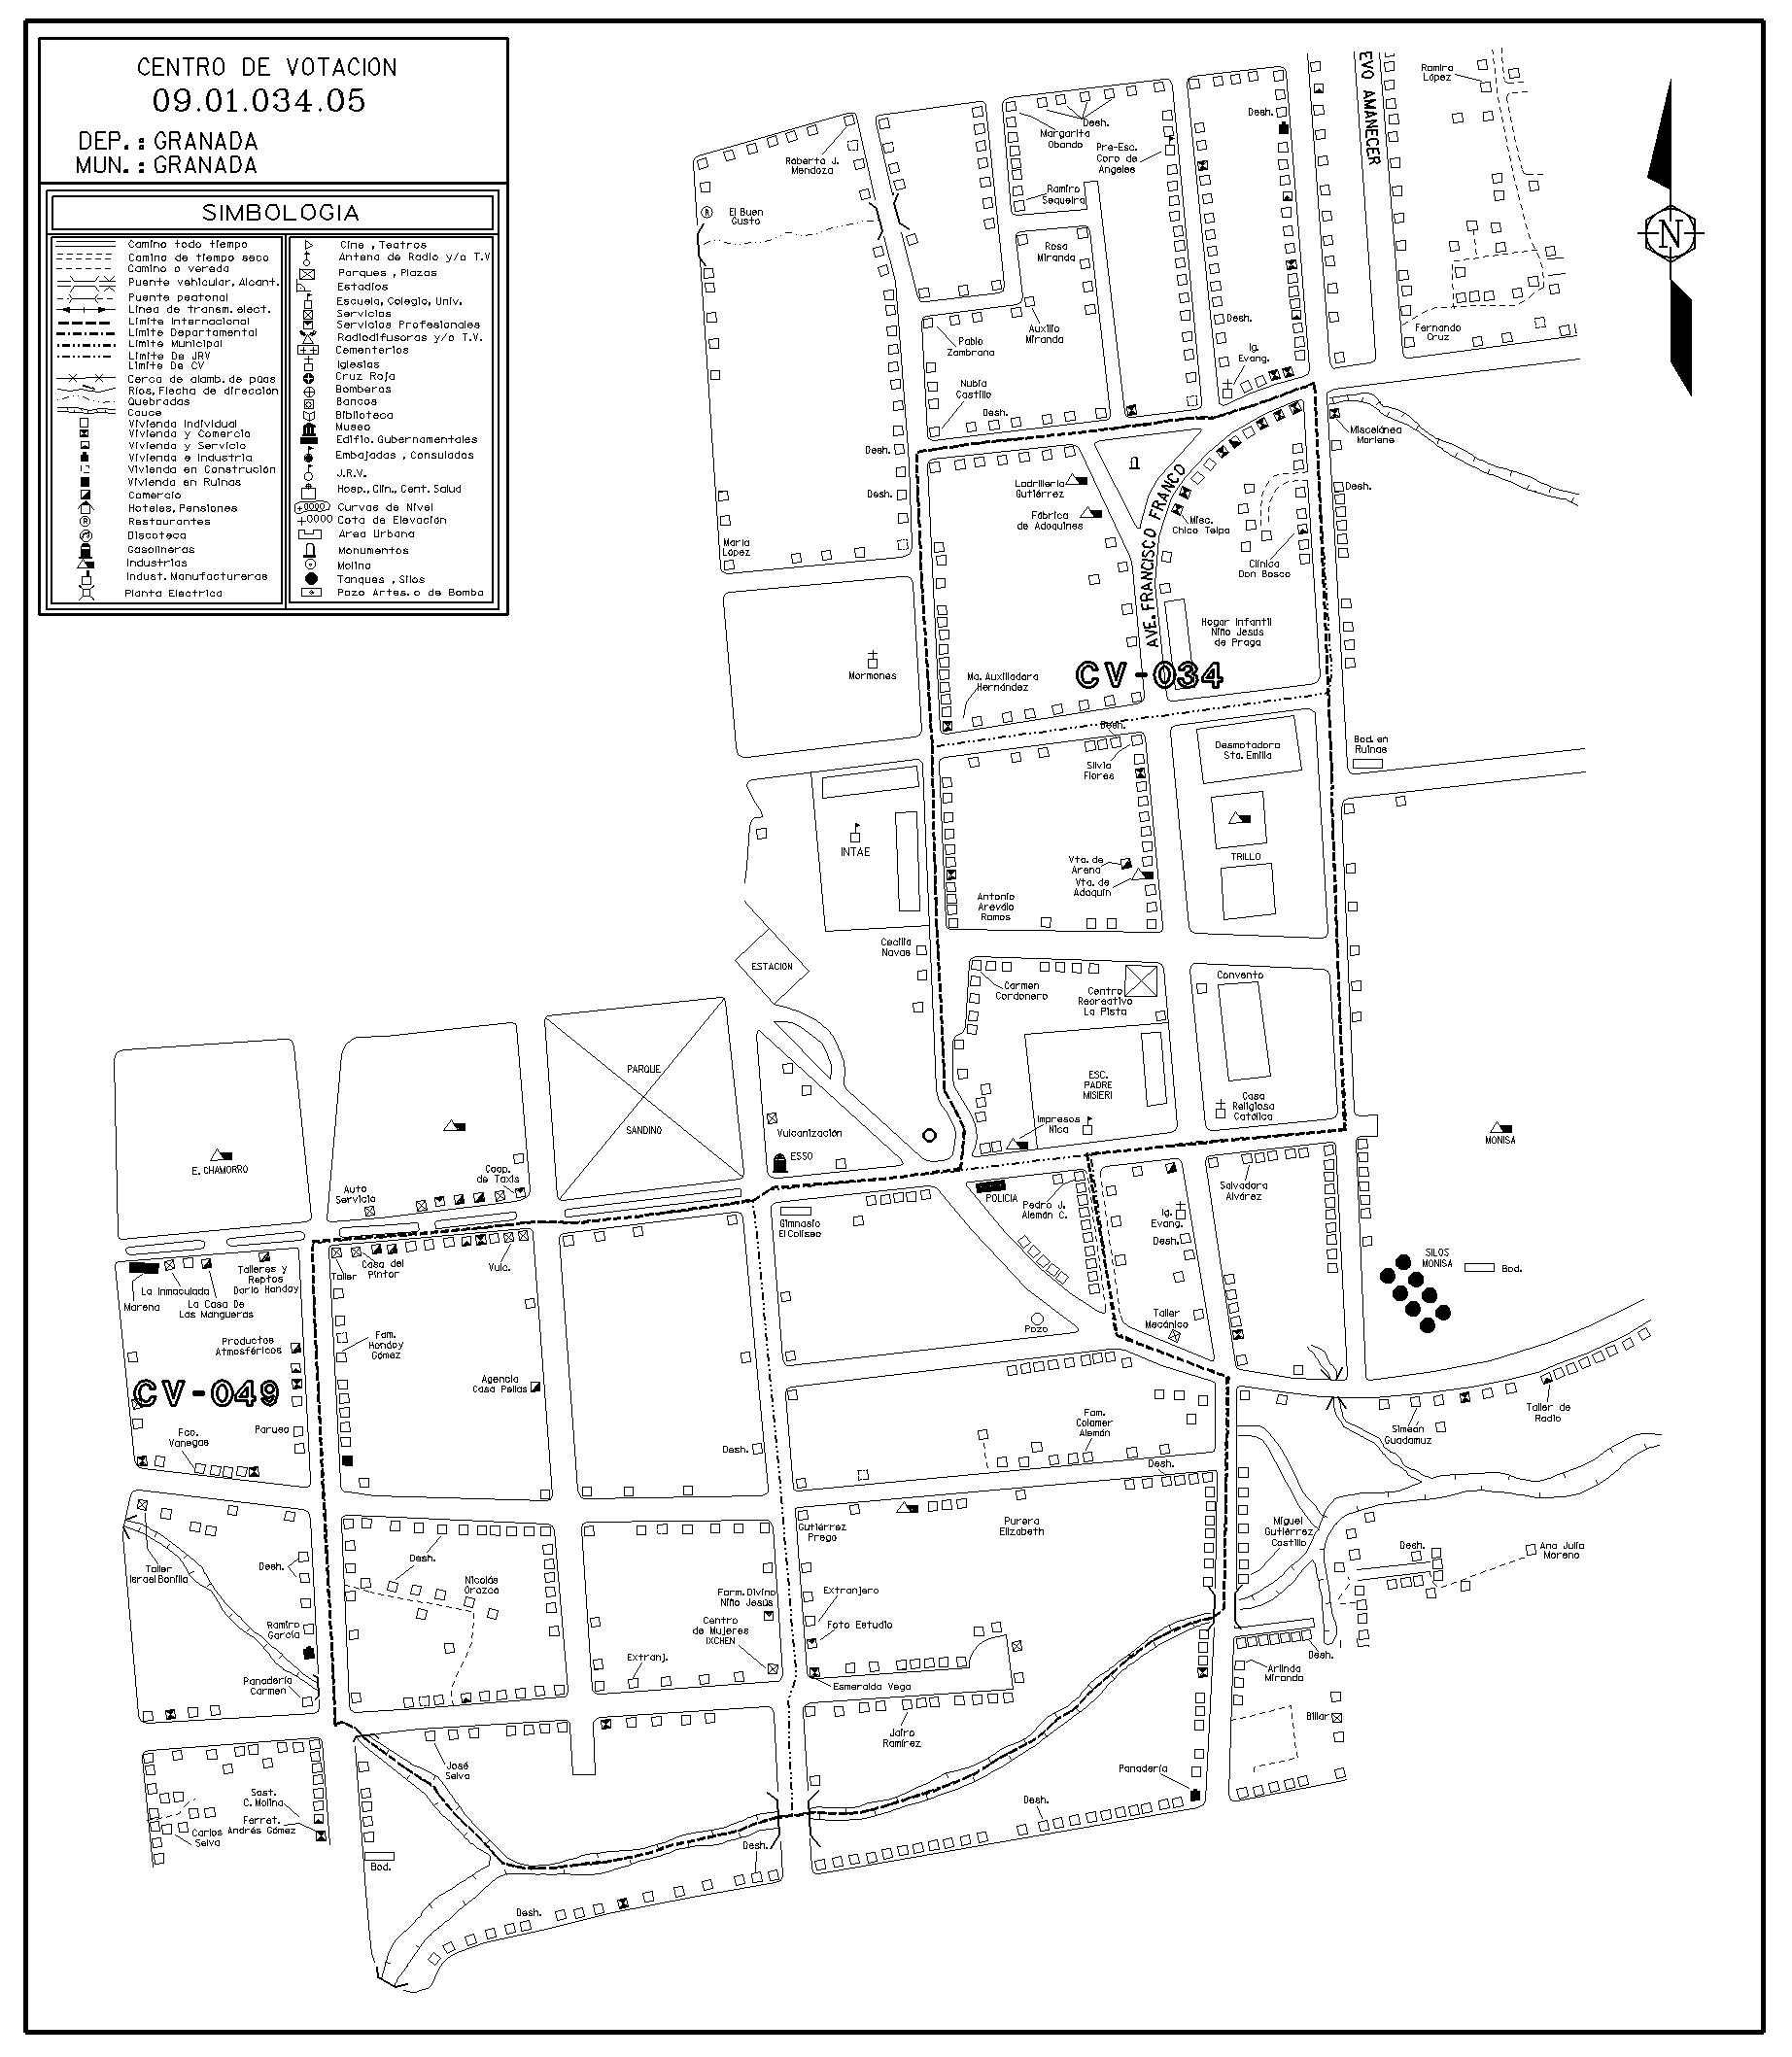 CENTRO DE VOTACION
09.01.034.05
DEP.: GRANADA
MUN.: GRANADA
SIMBOLOGIA
Camino todo tiempo
Camino de tiempo seco
Camino o vereda
Puente vehicular, Alcant.
Puente peatonal
Linea de transm. elect.
Limite Internacional
Limite Departamental
Limite Municipal
Limite De JRV
Limite De CV
Cerca de alamb. de púas
Ríos, Flecha de dirección
Quebradas
Cauce
Vivienda Individual
Vivienda y Comercio
Vivienda y Servicio
Vivienda e Industria
Vivienda en Construción
Vivienda en Ruinas
Comercio
Hoteles, Pensiones
Restaurantes
Discoteca
Gasolineras
Industrias
Indust. Manufactureras
Planta Electrica
Cine , Teatros
Antena de Radio y/o T.V
Parques , Plazas
Estadios
Escuela, Colegio, Univ.
Servicios
Servicios Profesionales
Radiodifusoras y/o T.V.
Cementerios
Iglesias
Cruz Roja
Bomberos
Bancos
Biblioteca
Museo
Edific. Gubernamentales
Embajadas , Consulados
J.R.V.
Hosp., Clin., Cent. Salud
Curvas de Nivel
Cota de Elevación
Area Urbana
Monumentos
Molino
Tanques , Silos
Pozo Artes. o de Bomba
EVO AMANECER
Ramiro
López
N
Roberto J.
Mendoza
El Buen
Gusto
Desh.
Margarita
Obando
Pre-Esc.
Coro de
Angeles
Desh.
Ramiro
Sequeira
Rosa
Miranda
Auxilio
Miranda
Pablo
Zambrana
Nubia
Castillo
Desh.
Desh.
Ig.
Evang.
Fernando
Cruz
Miscelánea
Marlene
Desh.
Desh.
Desh.
María
López
Ladrillería
Gutiérrez
Fábrica
de Adoquines
AVE. FRANCISCO FRANCO
Misc.
Chico Telpa
Clínica
Don Bosco
Hogar Infantil
Niño Jesús
de Praga
Mormones
Ma. Auxiliadora
Hernández
CV-034
Desh.
Silvia
Flores
Desmotadora
Sta. Emilia
Bod. en
Ruinas
INTAE
TRILLO
Vta. de
Arena
Vta. de
Adoquín
Antonio
Areválo
Ramos
Cecilia
Navas
ESTACION
Carmen
Cordonero
Centro
Recreativo
La Pista
Convento
ESC.
PADRE
MISIERI
Casa
Religiosa
Católica
Impresos
Nica
MONISA
PARQUE
SANDINO
Vulcanización
ESSO
E. CHAMORRO
Coop.
de Taxis
Auto
Servicio
POLICIA
Pedro J.
Alemán C.
Ig.
Evang.
Desh.
Salvadora
Alvárez
Gimnasio
El Coliseo
SILOS
MONISA
Bod.
Talleres y
Reptos
Darío Hondoy
La Inmaculada
Marena
La Casa De
Las Mangueras
Taller
Casa del
Pintor
Vulc.
Productos
Atmosféricos
Fam.
Hondoy
Gómez
Agencia
Casa Pellas
Pozo
Taller
Mecánico
CV-049
Fco.
Vanegas
Parusa
Desh.
Fam.
Colomer
Alemán
Desh.
Simeón
Guadamuz
Taller de
Radio
Taller
Israel Bonilla
Desh.
Desh.
Nicolás
Orozco
Gutiérrez
Prego
Purera
Elizabeth
Miguel
Gutiérrez
Castillo
Desh.
Ana Julia
Moreno
Ramiro
García
Farm. Divino
Niño Jesús
Extranjero
Centro
de Mujeres
IXCHEN
Foto Estudio
Panadería
Carmen
Extranj.
Esmeralda Vega
Desh.
Arlinda
Miranda
Jairo
Ramírez
Billar
José
Selva
Panadería
Sast.
C. Molina
Ferret.
Andrés Gómez
Carlos
Selva
Desh.
Bod.
Desh.
Desh.